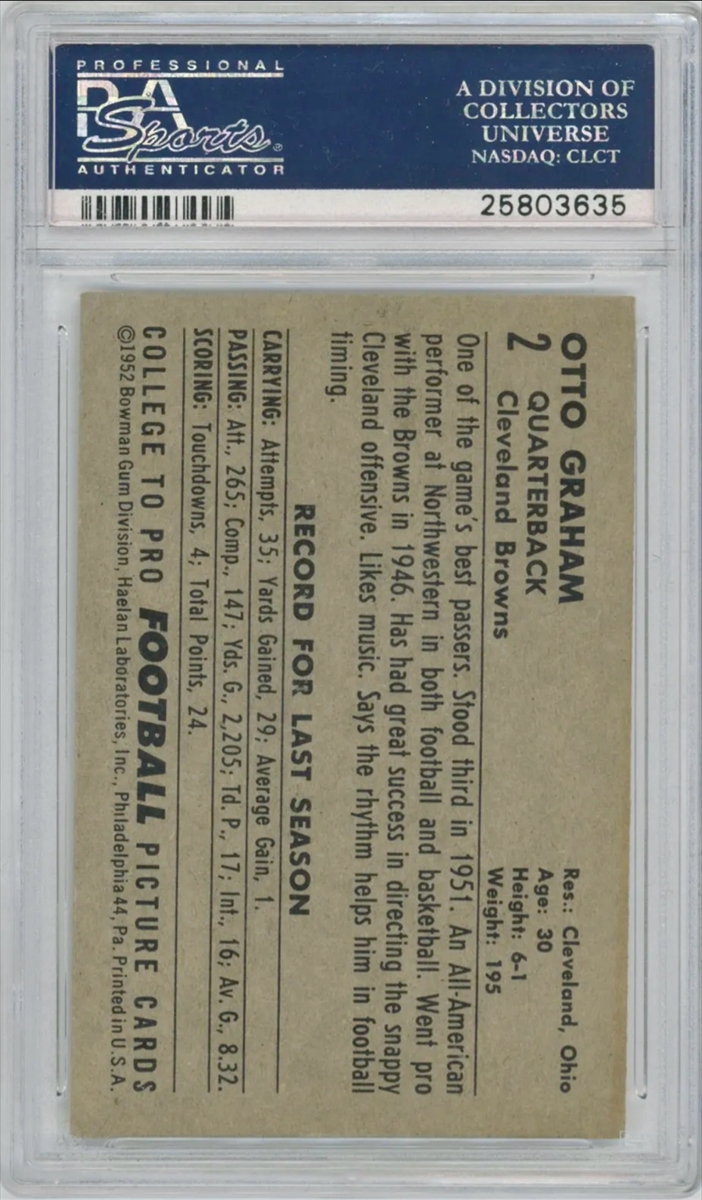 PROFESSIONAL
PSA
Sports®
AUTHENTICATOR
A DIVISION OF
COLLECTORS
UNIVERSE
NASDAQ: CLCT
25803635
OTTO GRAHAM
2 QUARTERBACK
Cleveland Browns
Res.: Cleveland, Ohio
Age: 30
Height: 6-1
Weight: 195
One of the game's best passers. Stood third in 1951. An All-American
performer at Northwestern in both football and basketball. Went pro
with the Browns in 1946. Has had great success in directing the snappy
Cleveland offensive. Likes music. Says the rhythm helps him in football
timing.
RECORD FOR LAST SEASON
CARRYING: Attempts, 35; Yards Gained, 29; Average Gain, 1.
PASSING: Att., 265; Comp., 147; Yds. G., 2,205; Td. P., 17; Int., 16; Av. G., 8.32.
SCORING: Touchdowns, 4; Total Points, 24.
COLLEGE TO PRO FOOTBALL PICTURE CARDS
©1952 Bowman Gum Division, Haelan Laboratories, Inc., Philadelphia 44, Pa. Printed in U.S.A.